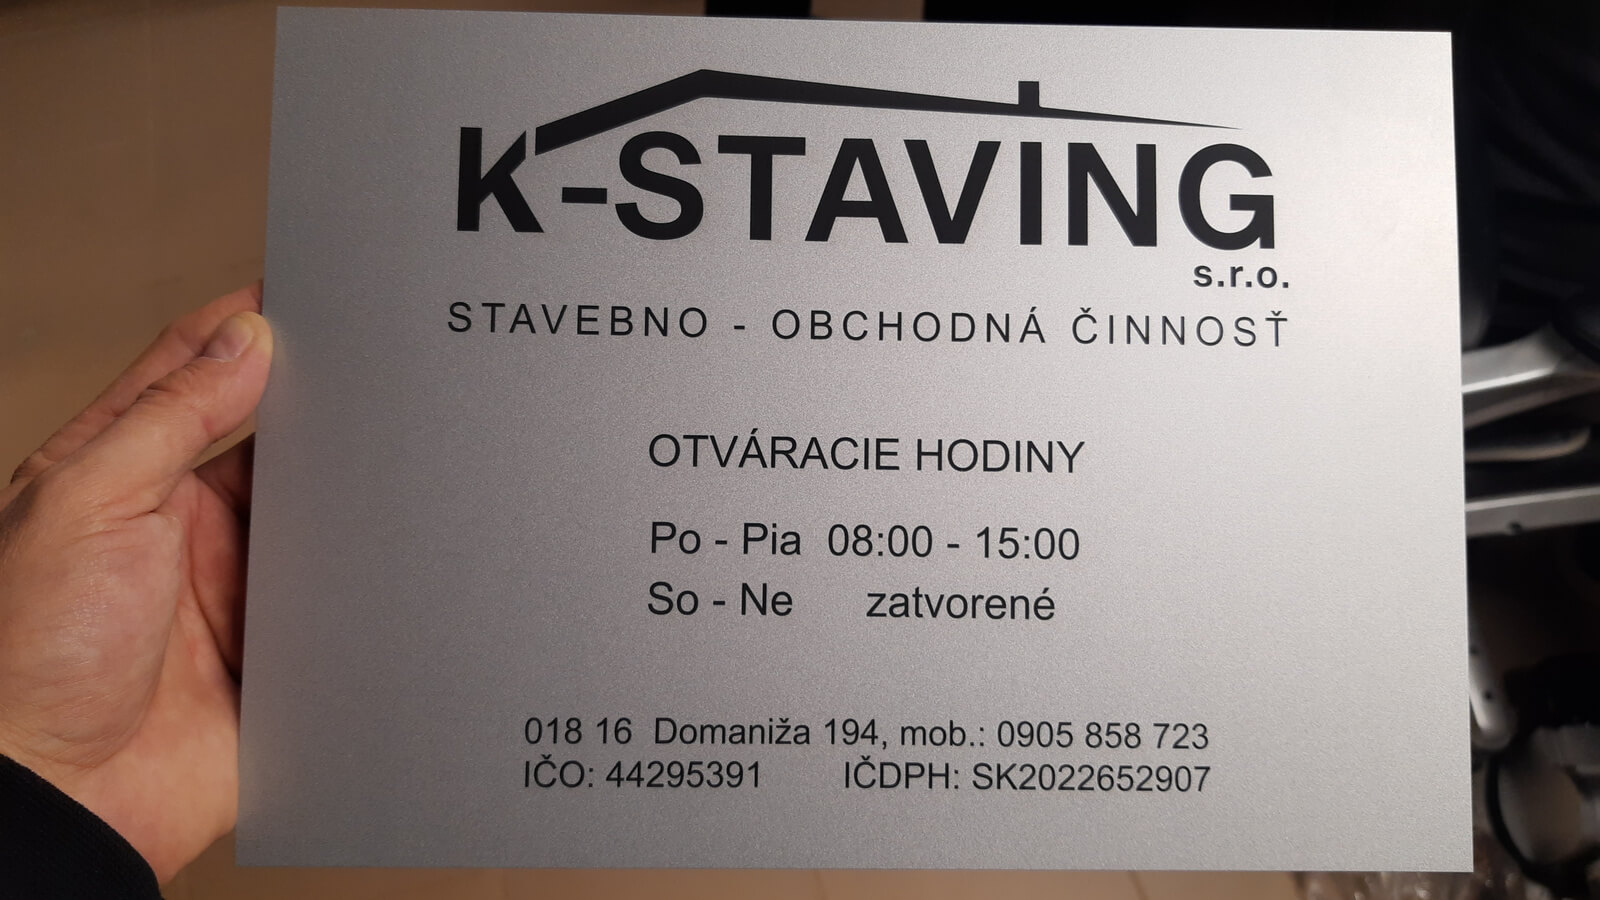 K-STAVING
s.r.o.
STAVEBNO - OBCHODNÁ ČINNOSŤ
OTVÁRACIE HODINY
Po - Pia 08:00 - 15:00
So - Ne zatvorené
018 16 Domaniža 194, mob.: 0905 858 723
IČO: 44295391 IČDPH: SK2022652907